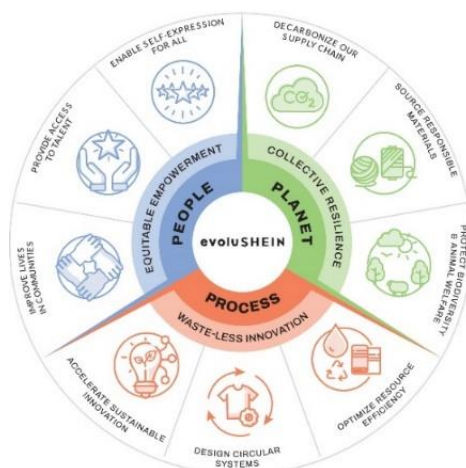 ENABLE SELF-EXPRESSION
FOR ALL
DECARBONIZE OUR
SUPPLY CHAIN
PROVIDE ACCESS
TO TALENT
CO2
SOURCE RESPONSIBLE
MATERIALS
EQUITABLE EMPOWERMENT
PEOPLE
PLANET
COLLECTIVE RESILIENCE
evoluSHEIN
IMPROVE LIVES
IN COMMUNITIES
PROTECT BIODIVERSITY
& ANIMAL WELFARE
PROCESS
WASTE-LESS INNOVATION
ACCELERATE SUSTAINABLE
INNOVATION
DESIGN CIRCULAR
SYSTEMS
OPTIMIZE RESOURCE
EFFICIENCY